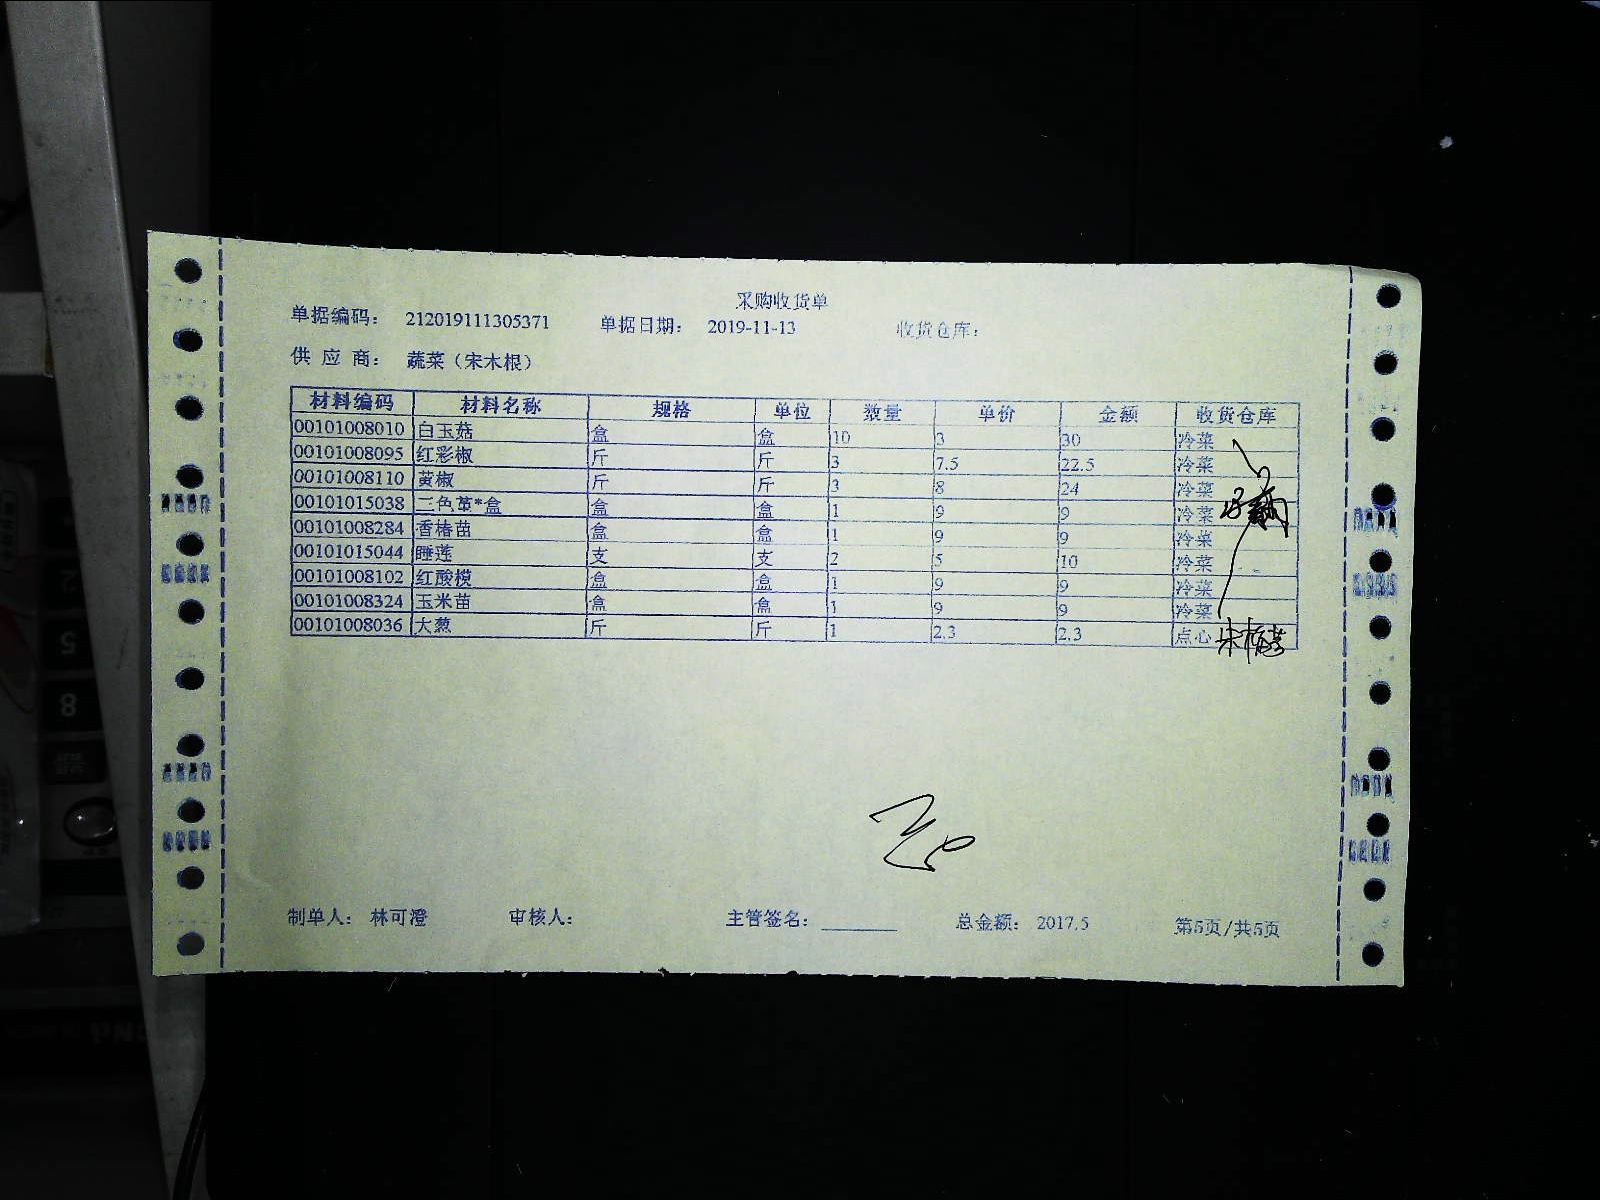 采购收货单
单据编码： 212019111305371 单据日期： 2019-11-13 收货仓库：
供 应 商： 蔬菜（宋木根）
材料编码 材料名称 规格 单位 数量 单价 金额 收货仓库
00101008010 白玉菇 盒 盒 10 3 30 冷菜
00101008095 红彩椒 斤 斤 3 7.5 22.5 冷菜
00101008110 黄椒 斤 斤 3 8 24 冷菜
00101015038 三色堇*盒 盒 盒 1 9 9 冷菜
00101008284 香椿苗 盒 盒 1 9 9 冷菜
00101015044 睡莲 支 支 2 5 10 冷菜
00101008102 红酸模 盒 盒 1 9 9 冷菜
00101008324 玉米苗 盒 盒 1 9 9 冷菜
00101008036 大葱 斤 斤 1 2.3 2.3 点心
制单人： 林可澄 审核人： 主管签名： ________ 总金额： 2017.5 第5页/共5页